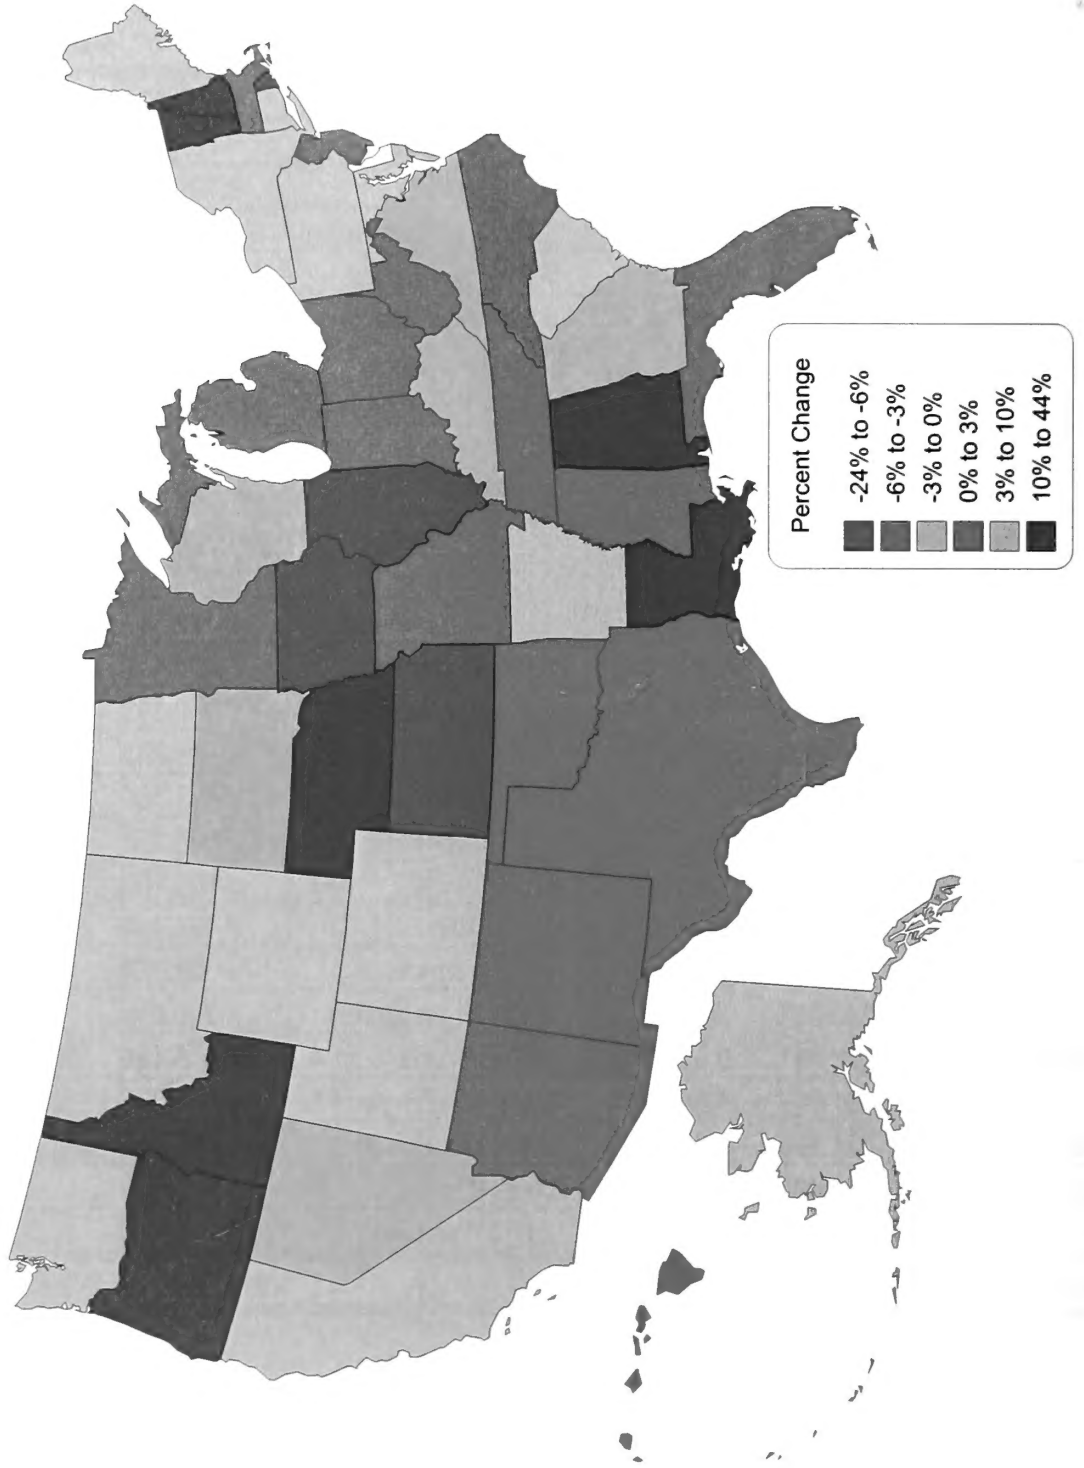 Percent Change
-24% to -6%
-6% to -3%
-3% to 0%
0% to 3%
3% to 10%
10% to 44%